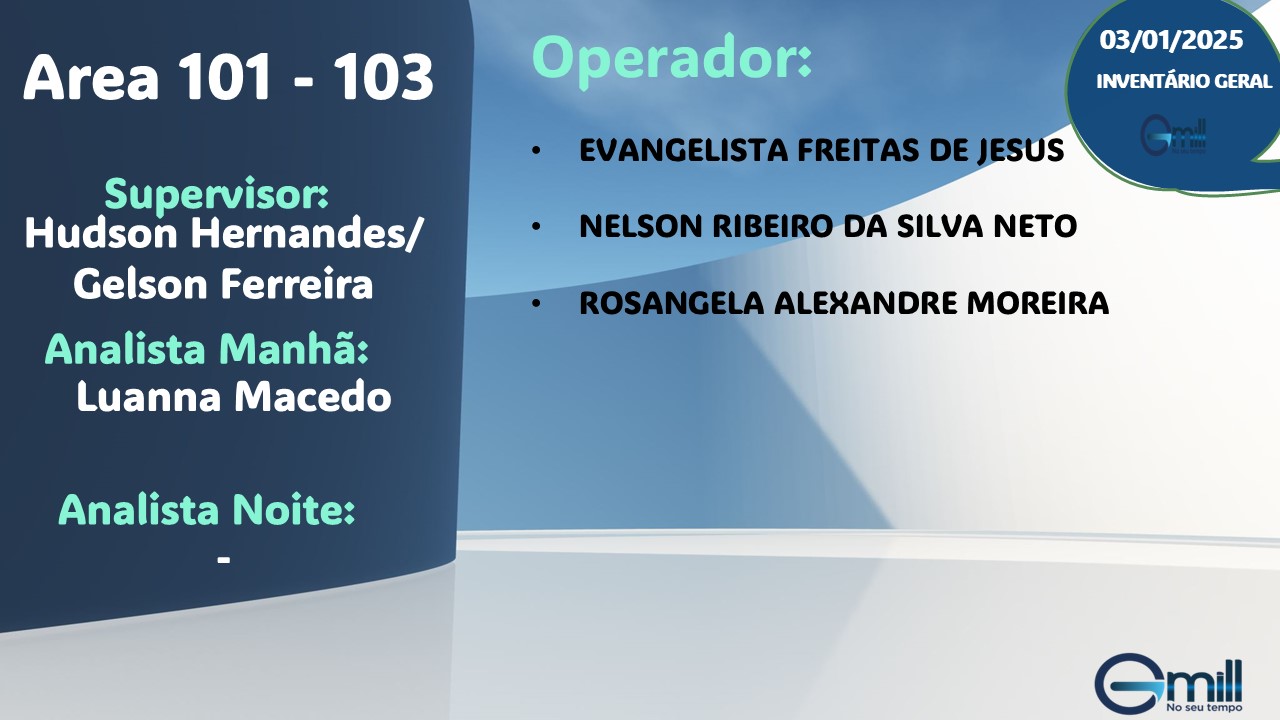 Area 101 - 103
Supervisor:
Hudson Hernandes/
Gelson Ferreira
Analista Manhã:
Luanna Macedo
Analista Noite:
-
Operador:
• EVANGELISTA FREITAS DE JESUS
• NELSON RIBEIRO DA SILVA NETO
• ROSANGELA ALEXANDRE MOREIRA
03/01/2025
INVENTÁRIO GERAL
Gmill
Gmill
No seu tempo